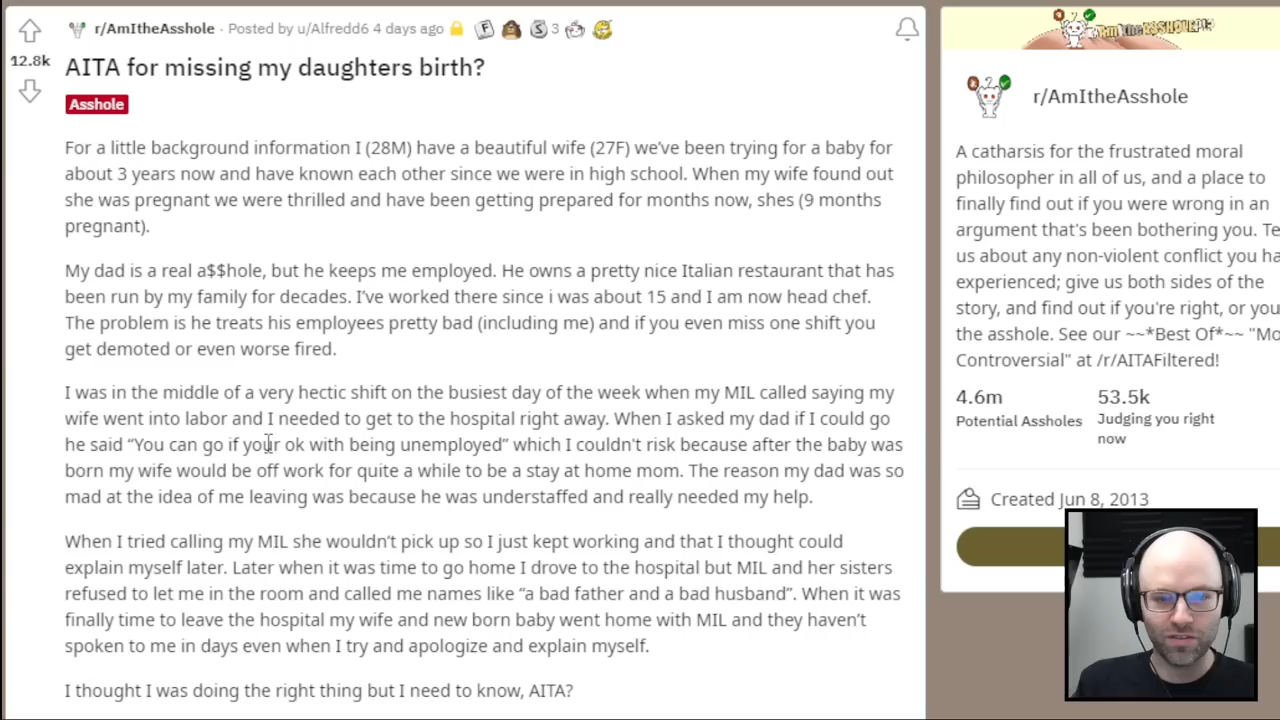 r/AmItheAsshole · Posted by u/Alfredd6 4 days ago 3
12.8k
AITA for missing my daughters birth?
Asshole
For a little background information I (28M) have a beautiful wife (27F) we've been trying for a baby for
about 3 years now and have known each other since we were in high school. When my wife found out
she was pregnant we were thrilled and have been getting prepared for months now, shes (9 months
pregnant).
My dad is a real a$$hole, but he keeps me employed. He owns a pretty nice Italian restaurant that has
been run by my family for decades. I've worked there since i was about 15 and I am now head chef.
The problem is he treats his employees pretty bad (including me) and if you even miss one shift you
get demoted or even worse fired.
I was in the middle of a very hectic shift on the busiest day of the week when my MIL called saying my
wife went into labor and I needed to get to the hospital right away. When I asked my dad if I could go
he said “You can go if your ok with being unemployed” which I couldn't risk because after the baby was
born my wife would be off work for quite a while to be a stay at home mom. The reason my dad was so
mad at the idea of me leaving was because he was understaffed and really needed my help.
When I tried calling my MIL she wouldn't pick up so I just kept working and that I thought could
explain myself later. Later when it was time to go home I drove to the hospital but MIL and her sisters
refused to let me in the room and called me names like “a bad father and a bad husband”. When it was
finally time to leave the hospital my wife and new born baby went home with MIL and they haven't
spoken to me in days even when I try and apologize and explain myself.
I thought I was doing the right thing but I need to know, AITA?
r/AmItheAsshole
A catharsis for the frustrated moral
philosopher in all of us, and a place to
finally find out if you were wrong in an
argument that's been bothering you. Te
us about any non-violent conflict you ha
experienced; give us both sides of the
story, and find out if you're right, or you
the asshole. See our ~~*Best Of*~~ "Mo
Controversial" at /r/AITAFiltered!
4.6m 53.5k
Potential Assholes Judging you right
now
Created Jun 8, 2013